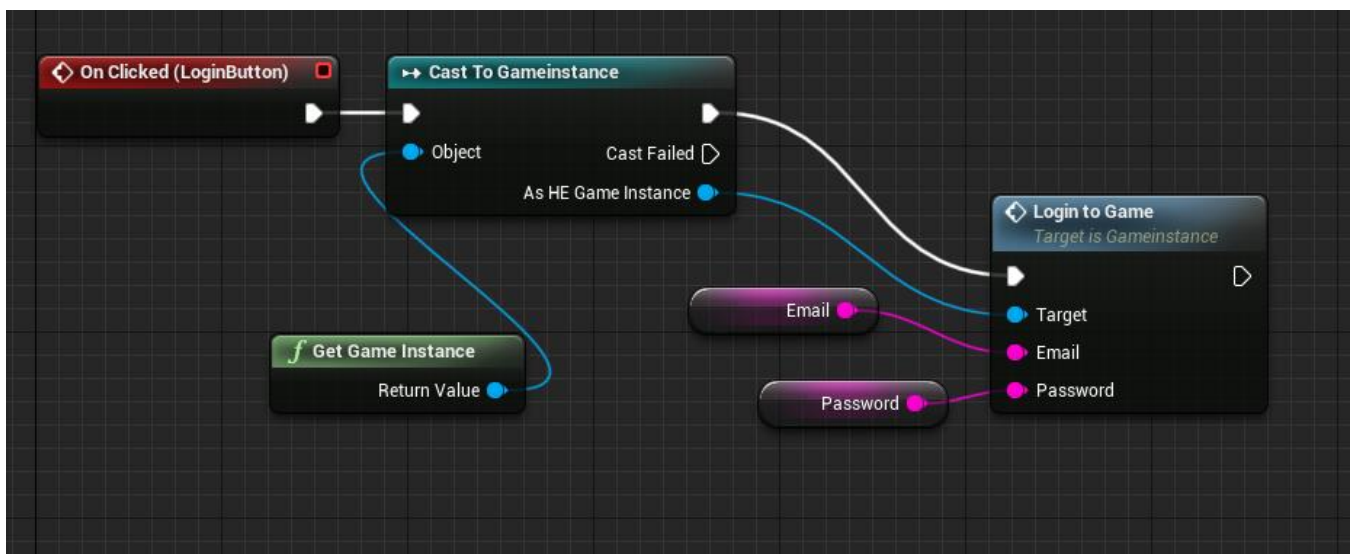 On Clicked (LoginButton)
Cast To Gameinstance
Object
Cast Failed
As HE Game Instance
f Get Game Instance
Return Value
Email
Password
Login to Game
Target is Gameinstance
Target
Email
Password